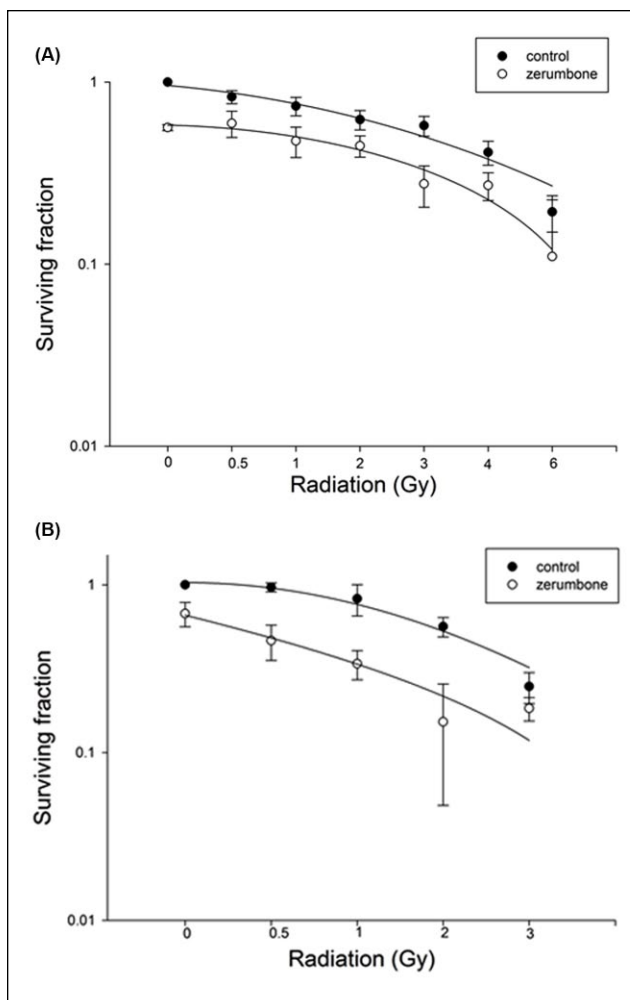 (A)
control
zerumbone
1
0.1
0.01
Surviving fraction
0 0.5 1 2 3 4 6
Radiation (Gy)
(B)
control
zerumbone
1
0.1
0.01
Surviving fraction
0 0.5 1 2 3
Radiation (Gy)